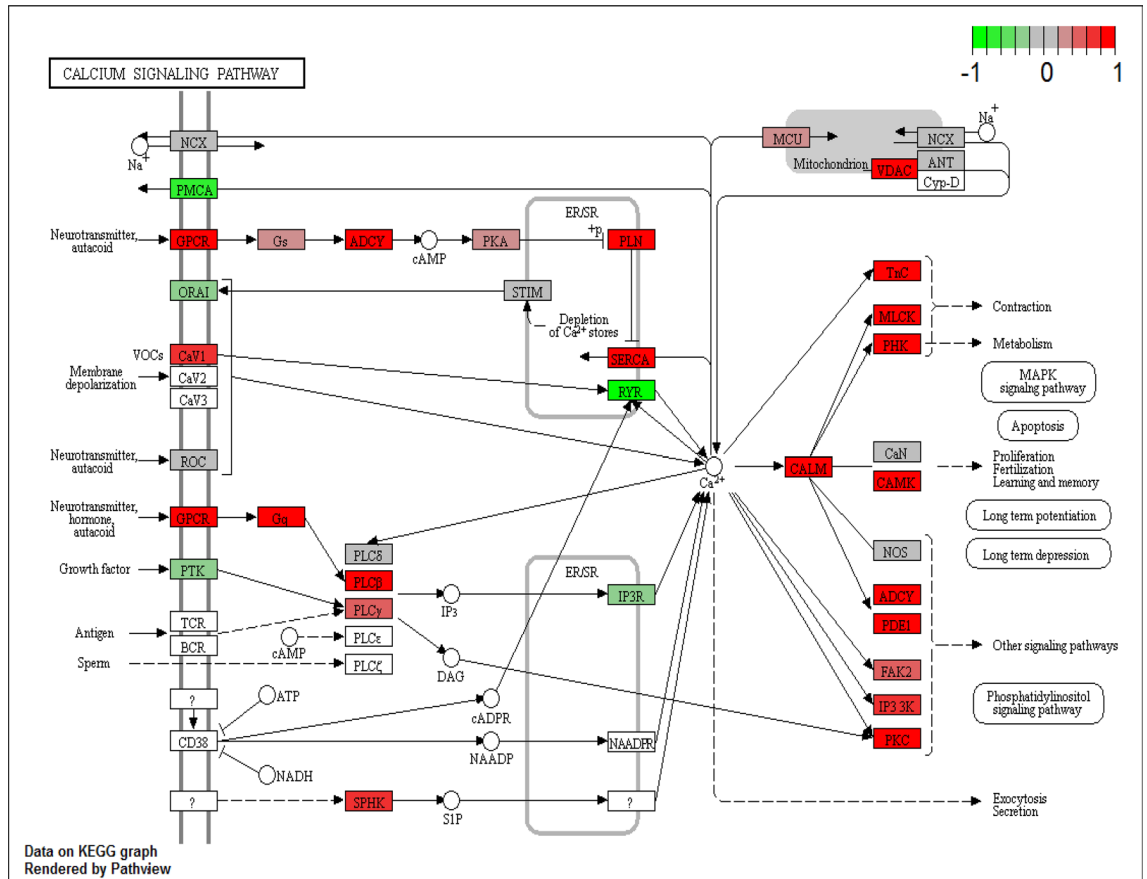 -1 0 1
CALCIUM SIGNALING PATHWAY
NCX
Na+
PMCA
MCU
NCX
Na+
Mitochondrion
VDAC
ANT
Cyp-D
Neurotransmitter,
autacoid
GPCR
Gs
ADCY
cAMP
PKA
ER/SR
+p
PLN
ORAI
STIM
Depletion
of Ca2+ stores
VOCs
CaV1
Membrane
depolarization
CaV2
CaV3
SERCA
RYR
TnC
MLCK
PHK
Contraction
Metabolism
MAPK
signalng pathway
Apoptosis
Neurotransmitter,
autacoid
ROC
Ca2+
CALM
CaN
CAMK
Proliferation
Fertilization
Learning and memory
Neurotransmitter,
hormone,
autacoid
GPCR
Gq
Long term potentiation
Long term depression
PLCδ
NOS
Growth factor
PTK
PLCβ
IP3
ER/SR
IP3R
ADCY
PLCγ
PDE1
Antigen
TCR
BCR
cAMP
PLCε
Other signaling pathways
Sperm
PLCζ
DAG
FAK2
?
ATP
cADPR
IP3 3K
Phosphatidylinositol
signaling pathway
CD38
NAADP
NAADPR
PKC
NADH
?
SPHK
S1P
?
Exocytosis
Secretion
Data on KEGG graph
Rendered by Pathview